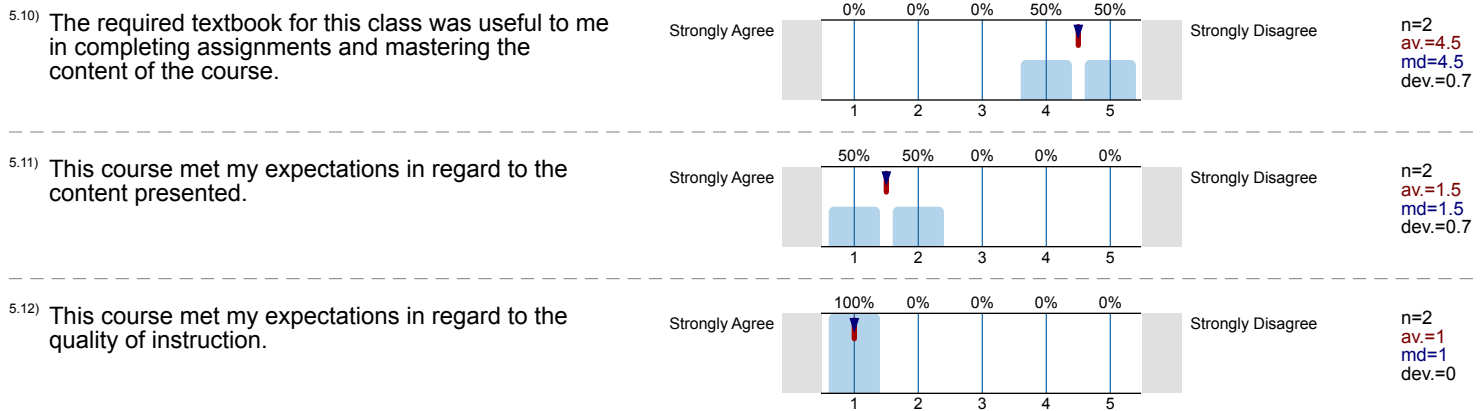 5.10) The required textbook for this class was useful to me
in completing assignments and mastering the
content of the course.
Strongly Agree
0% 0% 0% 50% 50%
1 2 3 4 5
Strongly Disagree
n=2
av.=4.5
md=4.5
dev.=0.7
5.11) This course met my expectations in regard to the
content presented.
Strongly Agree
50% 50% 0% 0% 0%
1 2 3 4 5
Strongly Disagree
n=2
av.=1.5
md=1.5
dev.=0.7
5.12) This course met my expectations in regard to the
quality of instruction.
Strongly Agree
100% 0% 0% 0% 0%
1 2 3 4 5
Strongly Disagree
n=2
av.=1
md=1
dev.=0